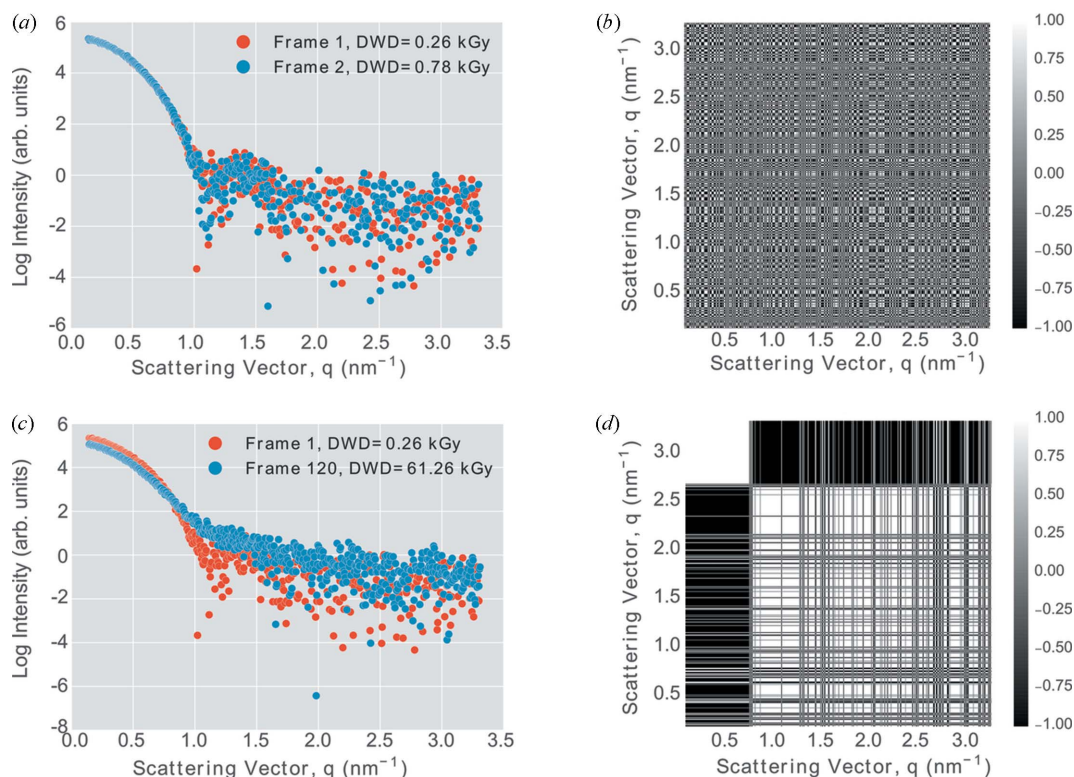 (a)
6
4
2
0
-2
-4
-6
Log Intensity (arb. units)
Frame 1, DWD=0.26 kGy
Frame 2, DWD=0.78 kGy
0.0 0.5 1.0 1.5 2.0 2.5 3.0 3.5
Scattering Vector, q (nm⁻¹)
(b)
3.0
2.5
2.0
1.5
1.0
0.5
Scattering Vector, q (nm⁻¹)
0.5 1.0 1.5 2.0 2.5 3.0
Scattering Vector, q (nm⁻¹)
1.00
0.75
0.50
0.25
0.00
−0.25
−0.50
−0.75
−1.00
(c)
6
4
2
0
-2
-4
-6
-8
Log Intensity (arb. units)
Frame 1, DWD=0.26 kGy
Frame 120, DWD=61.26 kGy
0.0 0.5 1.0 1.5 2.0 2.5 3.0 3.5
Scattering Vector, q (nm⁻¹)
(d)
3.0
2.5
2.0
1.5
1.0
0.5
Scattering Vector, q (nm⁻¹)
0.5 1.0 1.5 2.0 2.5 3.0
Scattering Vector, q (nm⁻¹)
1.00
0.75
0.50
0.25
0.00
−0.25
−0.50
−0.75
−1.00